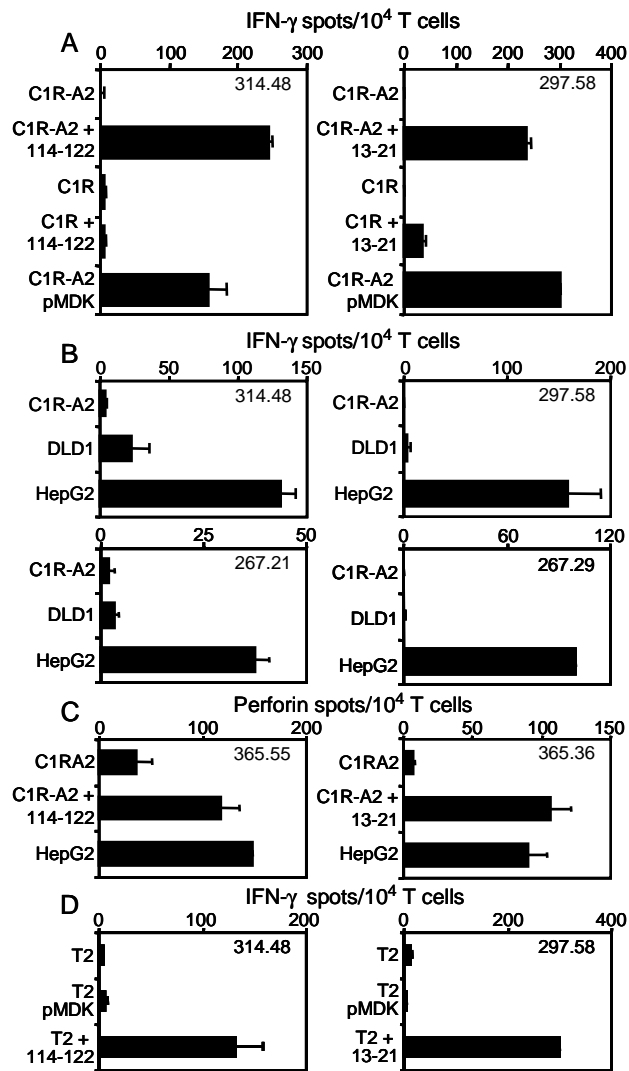 A
IFN-γ spots/10⁴ T cells
0 100 200 300
314.48
C1R-A2
C1R-A2 +
114-122
C1R
C1R +
114-122
C1R-A2
pMDK
0 100 200 300 400
297.58
C1R-A2
C1R-A2 +
13-21
C1R
C1R +
13-21
C1R-A2
pMDK
B
IFN-γ spots/10⁴ T cells
0 50 100 150
314.48
C1R-A2
DLD1
HepG2
0 100 200
297.58
C1R-A2
DLD1
HepG2
0 25 50
267.21
C1R-A2
DLD1
HepG2
0 60 120
267.29
C1R-A2
DLD1
HepG2
C
Perforin spots/10⁴ T cells
0 100 200
365.55
C1RA2
C1R-A2 +
114-122
HepG2
0 50 100 150
365.36
C1RA2
C1R-A2 +
13-21
HepG2
D
IFN-γ spots/10⁴ T cells
0 100 200
314.48
T2
T2
pMDK
T2 +
114-122
0 200 400
297.58
T2
T2
pMDK
T2 +
13-21